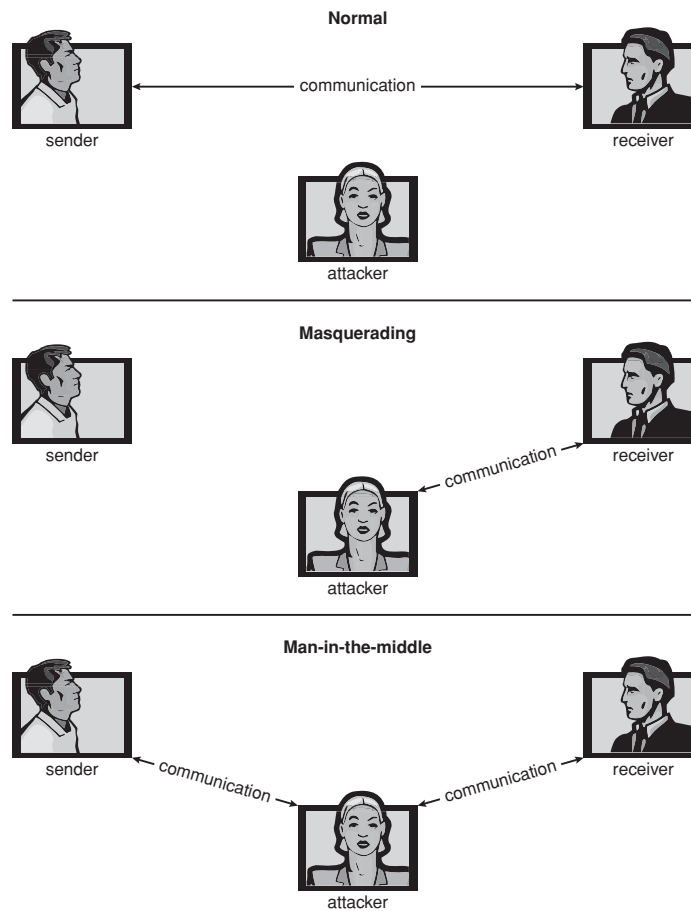 Normal
communication
sender
receiver
attacker
Masquerading
communication
sender
receiver
attacker
Man-in-the-middle
communication
communication
sender
receiver
attacker